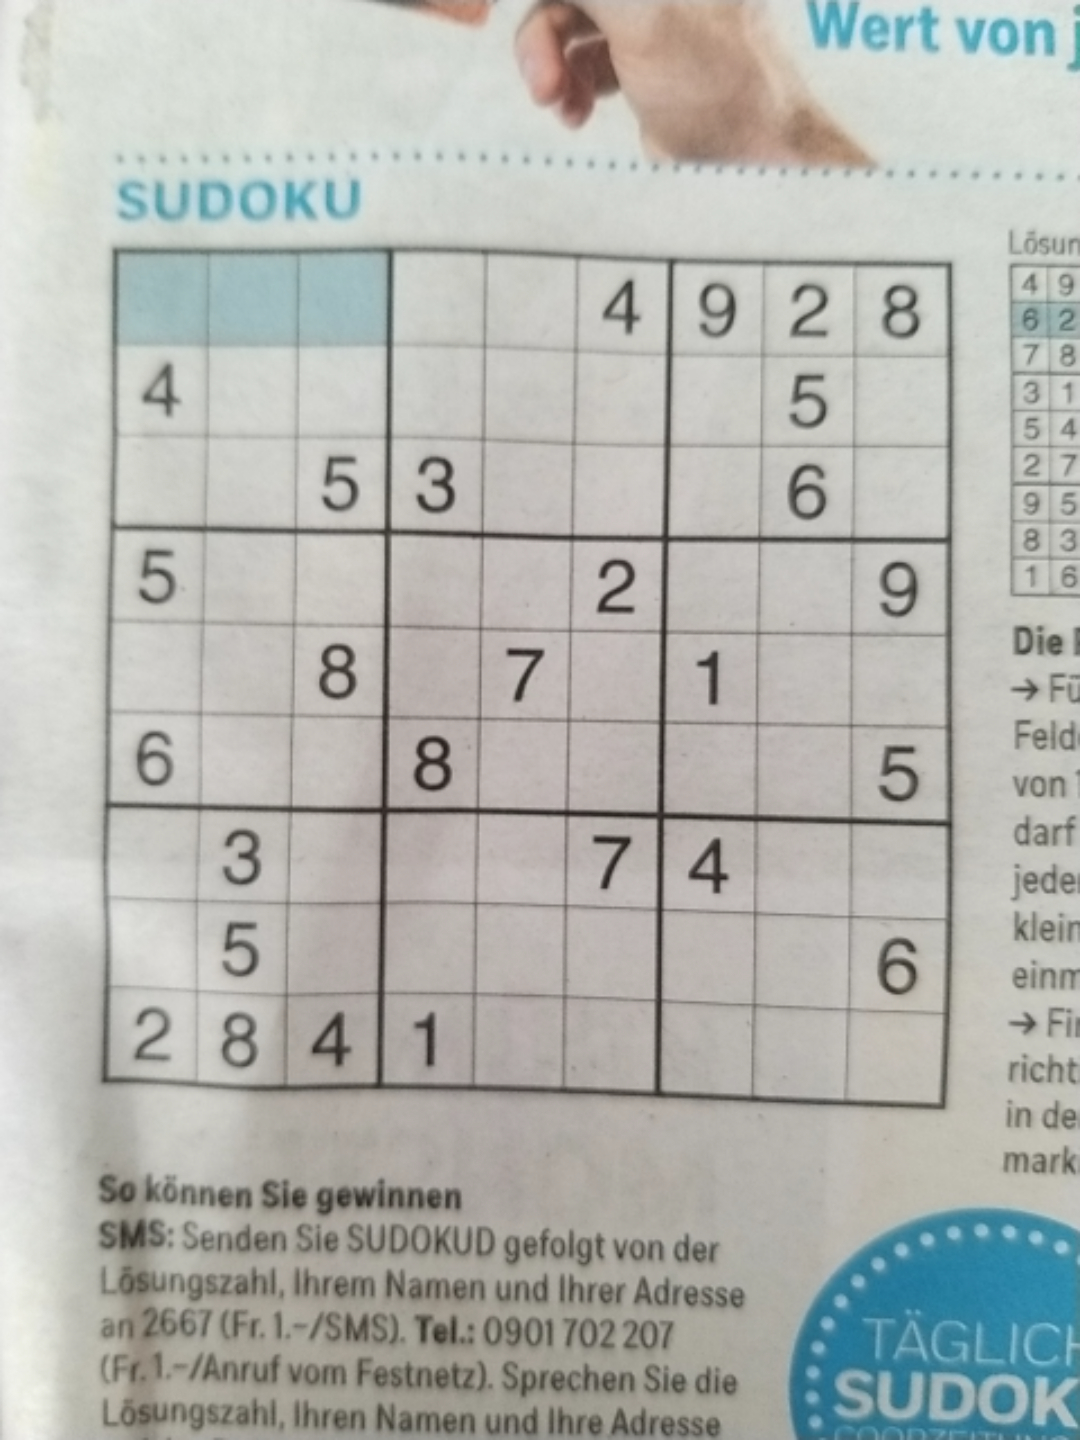 Wert von j
SUDOKU
4 9 2 8
4 5
5 3 6
5 2 9
8 7 1
6 8 5
3 7 4
5 6
2 8 4 1
Lösun
4 9
6 2
7 8
3 1
5 4
2 7
9 5
8 3
1 6
Die
→ Fü
Feld
von 1
darf
jede
klein
einm
→ Fin
richt
in de
mark
So können Sie gewinnen
SMS: Senden Sie SUDOKUD gefolgt von der
Lösungszahl, Ihrem Namen und Ihrer Adresse
an 2667 (Fr. 1.–/SMS). Tel.: 0901 702 207
(Fr. 1.–/Anruf vom Festnetz). Sprechen Sie die
Lösungszahl, Ihren Namen und Ihre Adresse
TÄGLICH
SUDOK